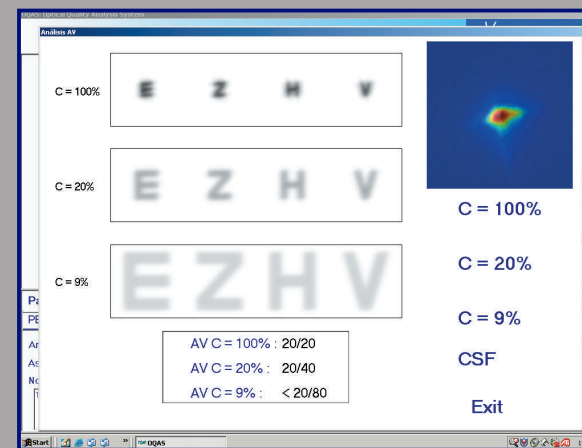 OQAS: Optical Quality Analysis System
Análisis AV
C = 100%
E Z H V
C = 20%
E Z H V
C = 9%
E Z H V
C = 100%
C = 20%
C = 9%
CSF
Exit
AV C = 100% : 20/20
AV C = 20% : 20/40
AV C = 9% : < 20/80
Start
»
OQAS